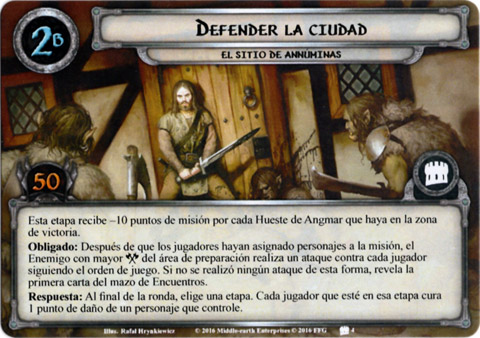 2B
DEFENDER LA CIUDAD
EL SITIO DE ANNÚMINAS
50
Esta etapa recibe –10 puntos de misión por cada Hueste de Angmar que haya en la zona
de victoria.
Obligado: Después de que los jugadores hayan asignado personajes a la misión, el
Enemigo con mayor del área de preparación realiza un ataque contra cada jugador
siguiendo el orden de juego. Si no se realizó ningún ataque de esta forma, revela la
primera carta del mazo de Encuentros.
Respuesta: Al final de la ronda, elige una etapa. Cada jugador que esté en esa etapa cura
1 punto de daño de un personaje que controle.
Illus. Rafał Hrynkiewicz © 2016 Middle-earth Enterprises © 2016 FFG 4